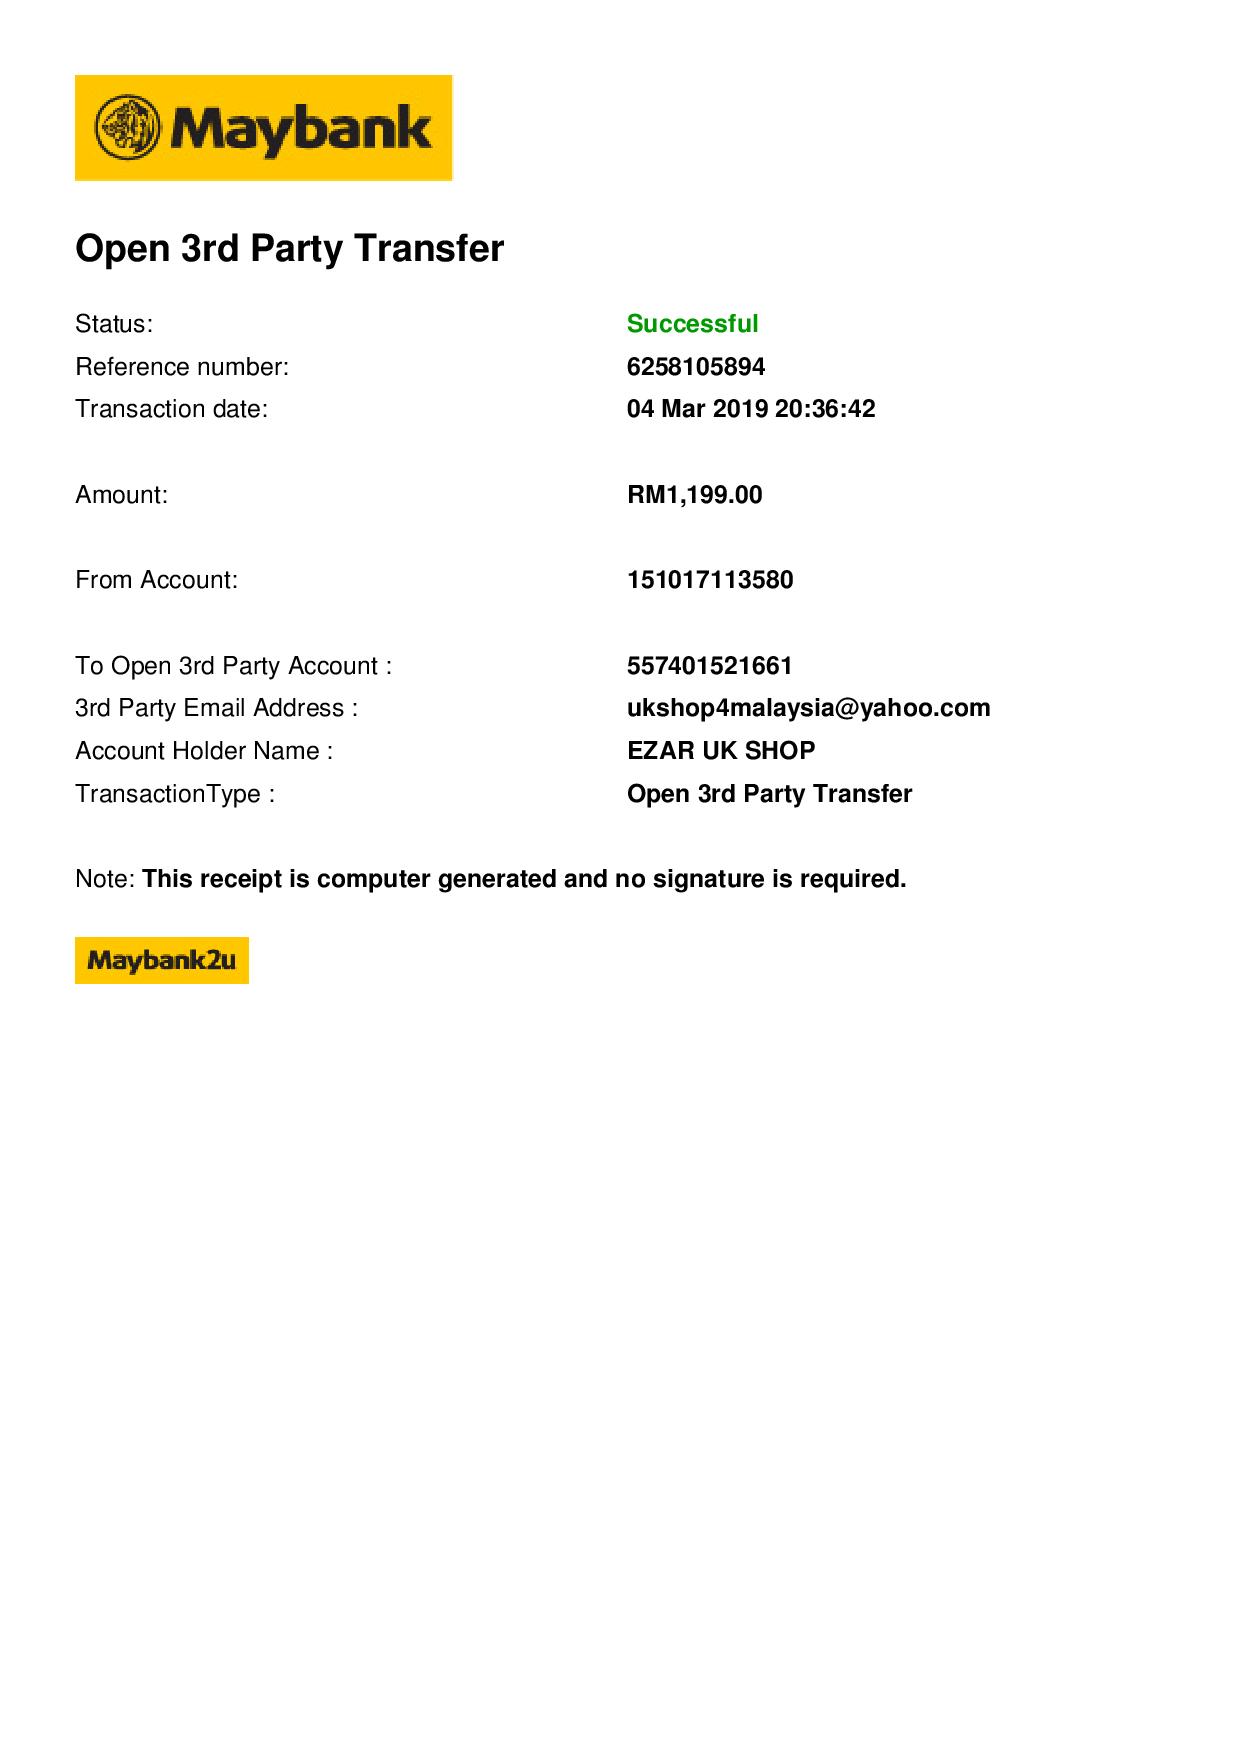 Maybank
Open 3rd Party Transfer
Status: Successful
Reference number: 6258105894
Transaction date: 04 Mar 2019 20:36:42
Amount: RM1,199.00
From Account: 151017113580
To Open 3rd Party Account : 557401521661
3rd Party Email Address : ukshop4malaysia@yahoo.com
Account Holder Name : EZAR UK SHOP
TransactionType : Open 3rd Party Transfer
Note: This receipt is computer generated and no signature is required.
Maybank2u